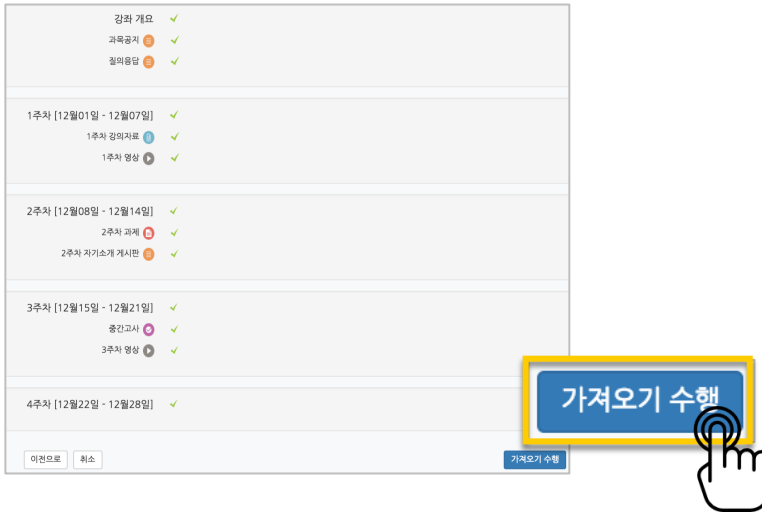 강좌 개요
과목공지
질의응답
1주차 [12월01일 - 12월07일]
1주차 강의자료
1주차 영상
2주차 [12월08일 - 12월14일]
2주차 과제
2주차 자기소개 게시판
3주차 [12월15일 - 12월21일]
중간고사
3주차 영상
4주차 [12월22일 - 12월28일]
가져오기 수행
이전으로 취소 가져오기 수행